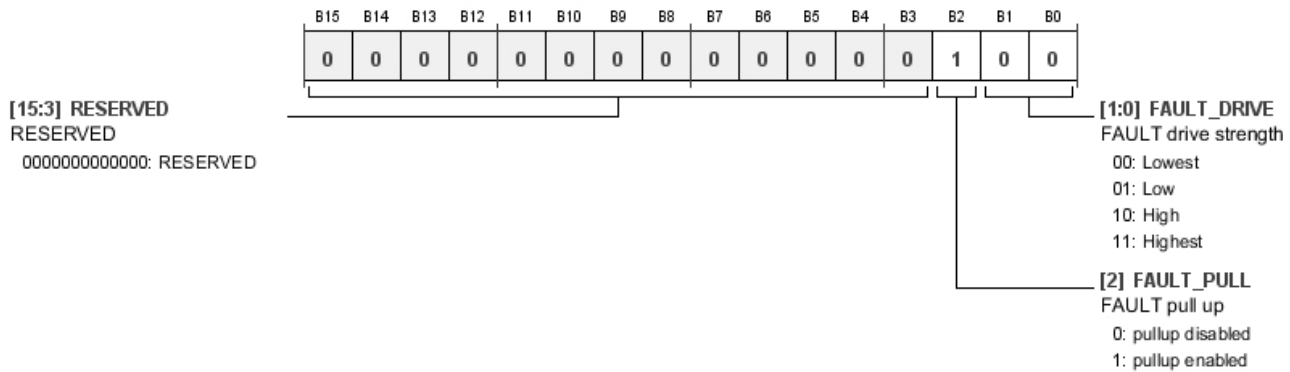 B15 B14 B13 B12 B11 B10 B9 B8 B7 B6 B5 B4 B3 B2 B1 B0
0 0 0 0 0 0 0 0 0 0 0 0 0 1 0 0
[15:3] RESERVED
RESERVED
0000000000000: RESERVED
[1:0] FAULT_DRIVE
FAULT drive strength
00: Lowest
01: Low
10: High
11: Highest
[2] FAULT_PULL
FAULT pull up
0: pullup disabled
1: pullup enabled